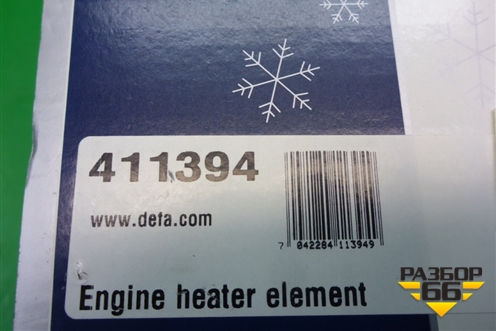 411394
www.defa.com
7 042284 113949
Engine heater element
РАЗБОР
66